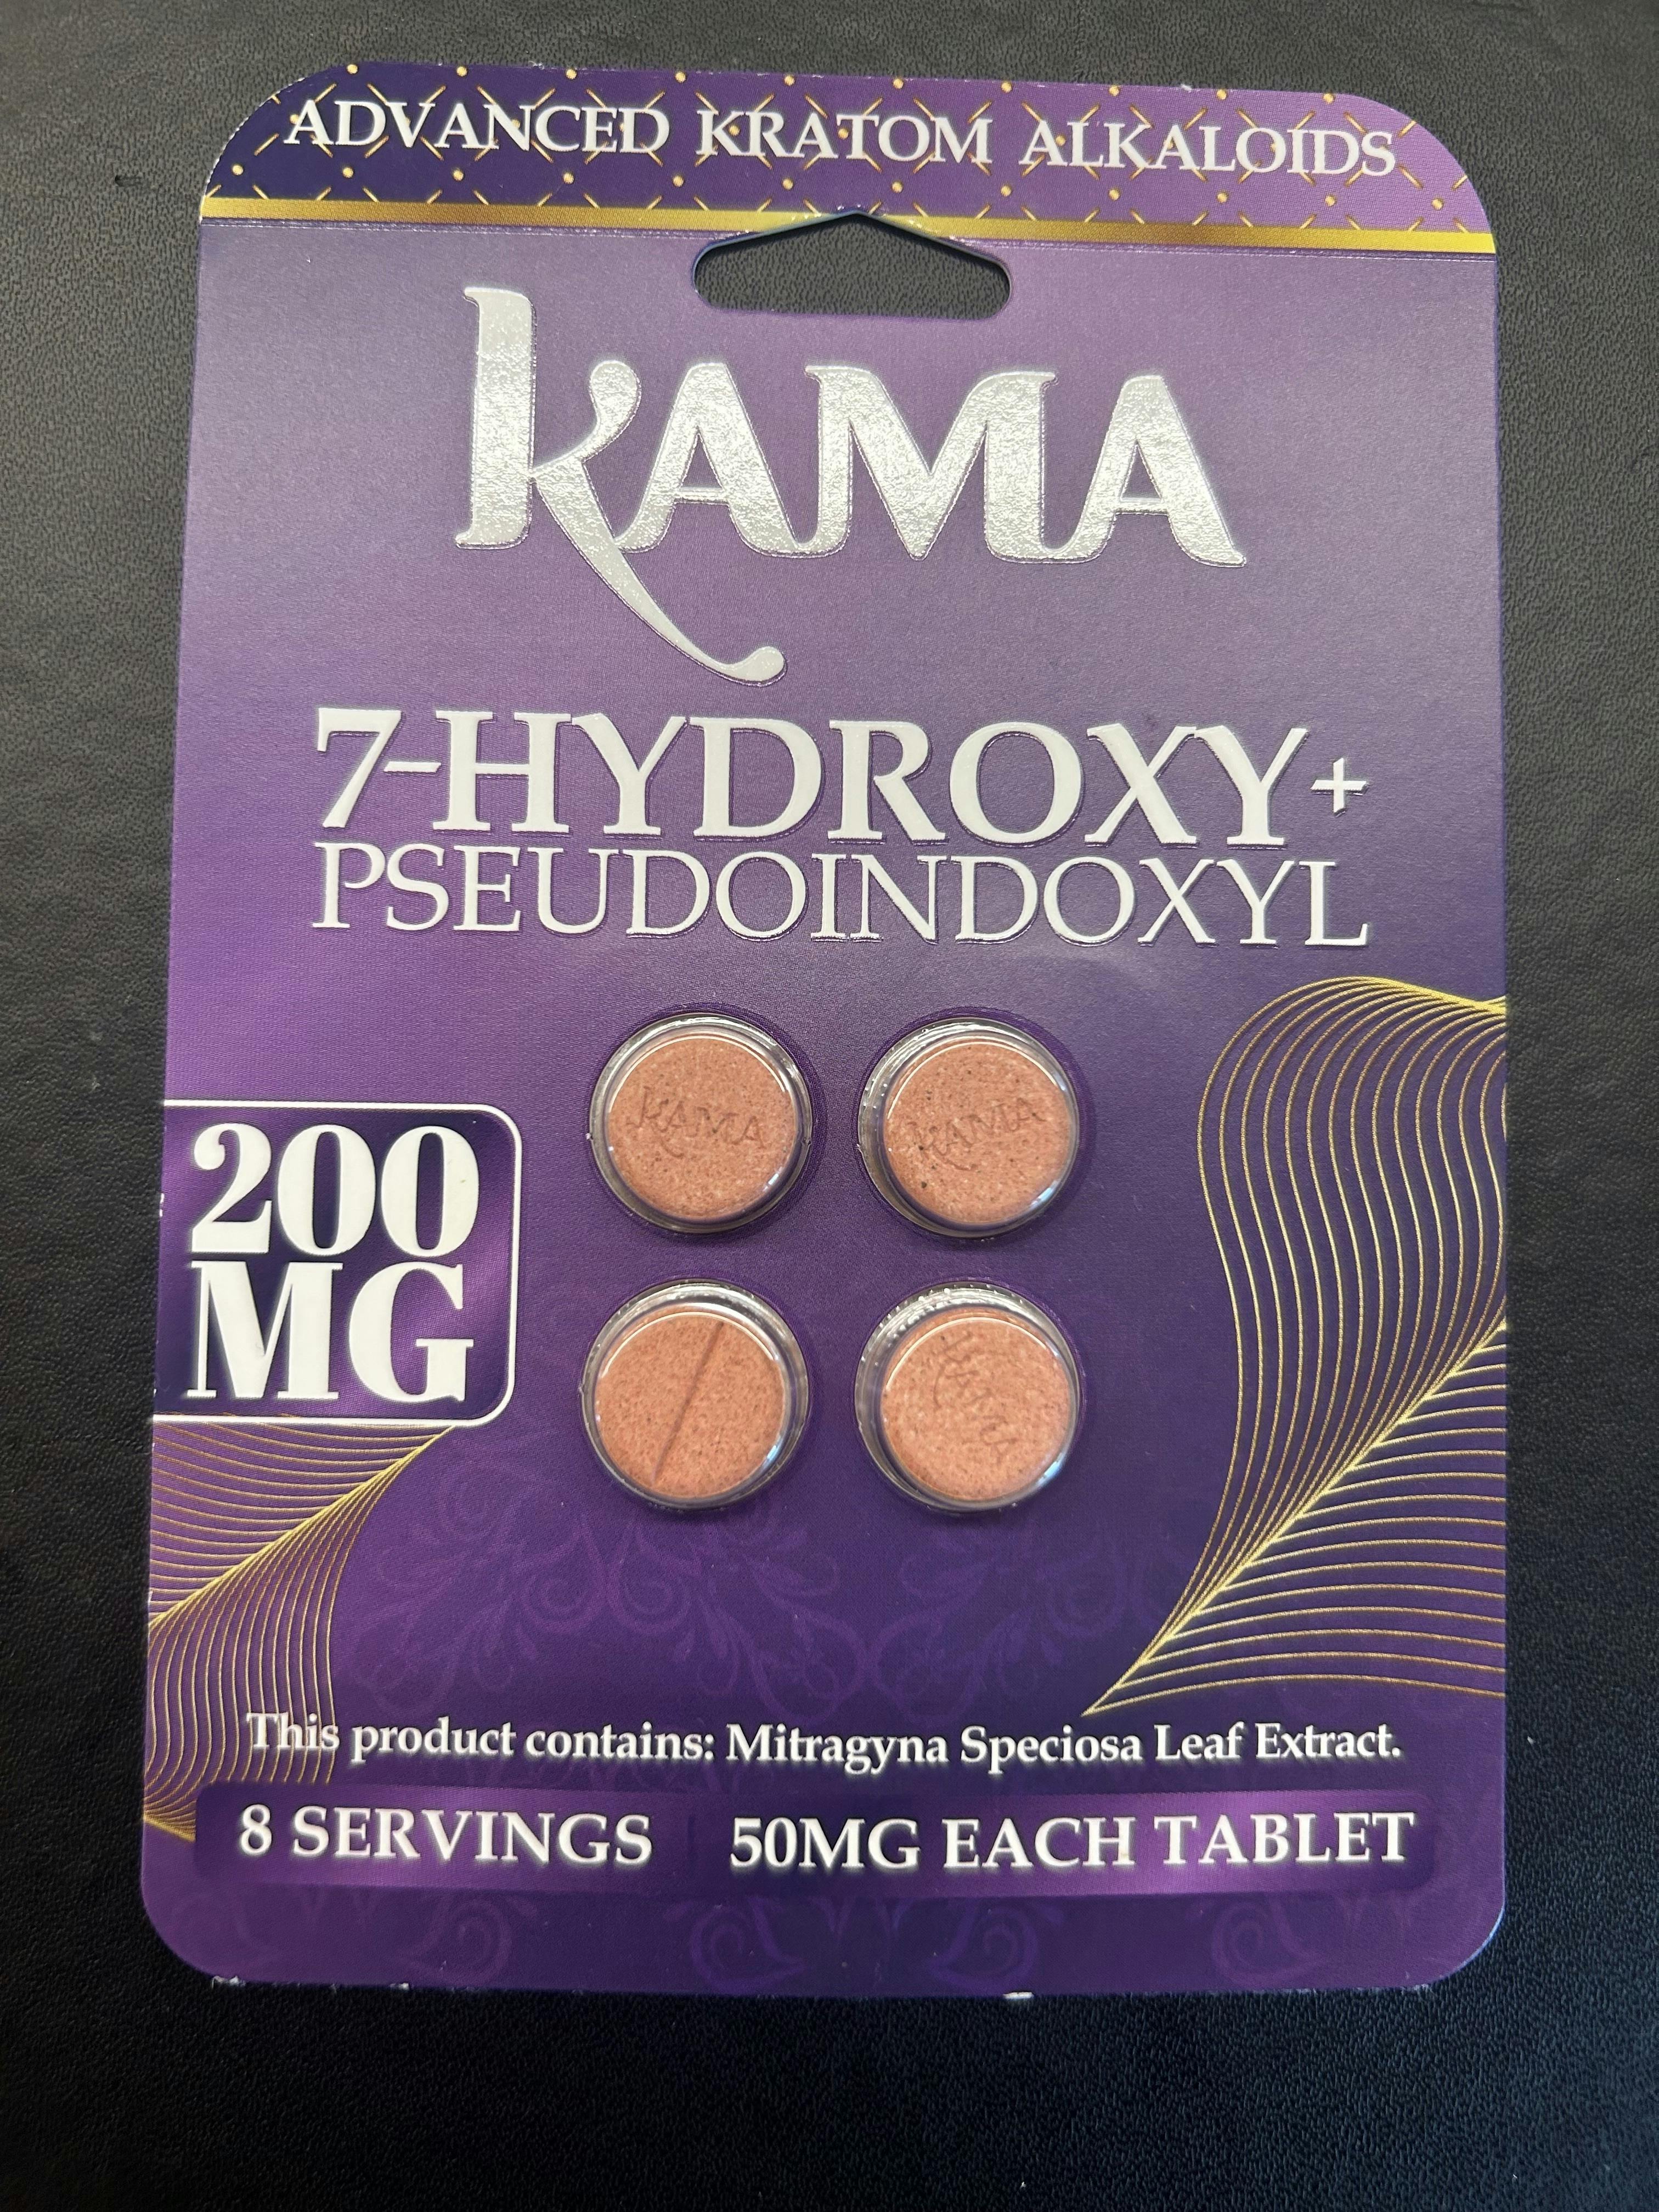 ADVANCED KRATOM ALKALOIDS
KAMA
7-HYDROXY+
PSEUDOINDOXYL
KAMA KAMA
200
MG
KAMA
This product contains: Mitragyna Speciosa Leaf Extract.
8 SERVINGS 50MG EACH TABLET